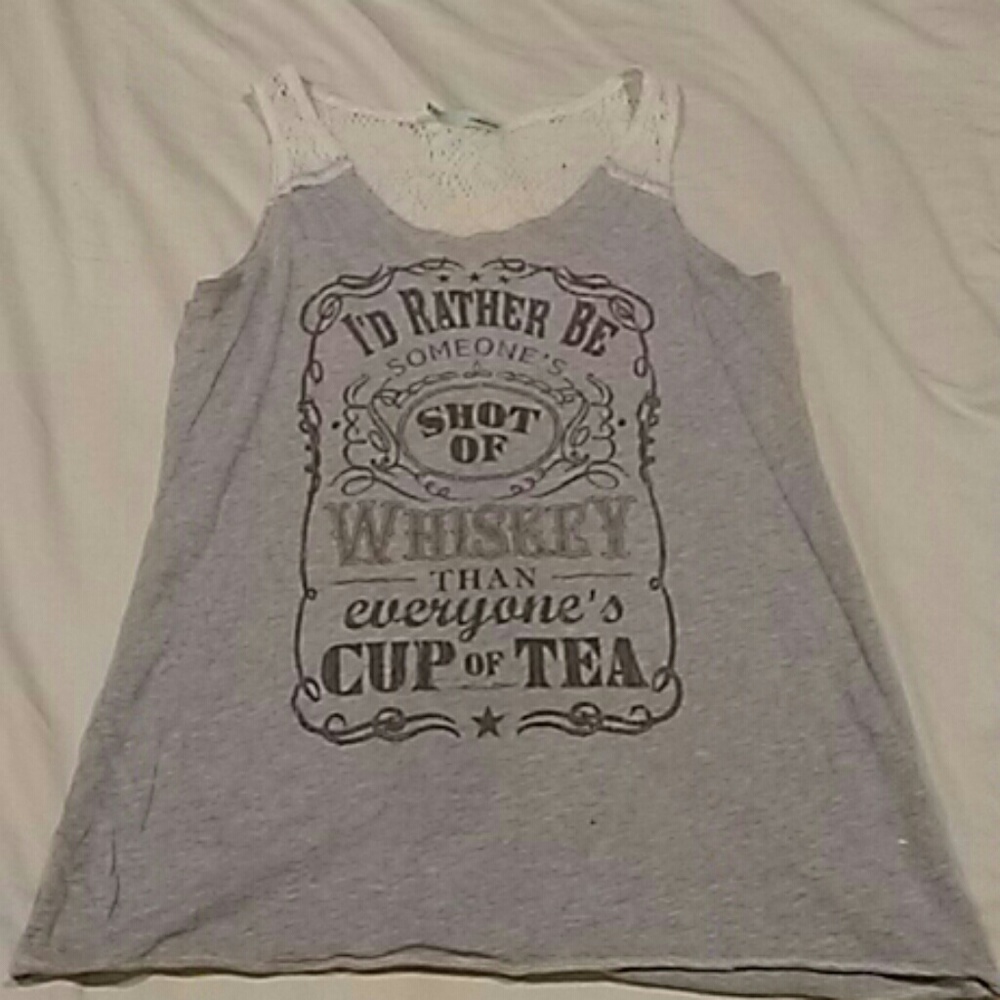 I'D RATHER BE
SOMEONE'S
SHOT
OF
WHISKEY
THAN
everyone's
CUP OF TEA